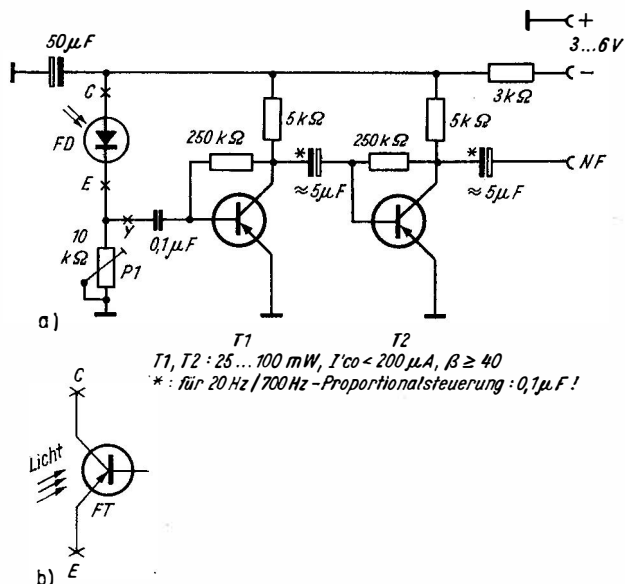 50µF
+
3...6V
−
C
3kΩ
FD
5kΩ
5kΩ
250kΩ
250kΩ
*
*
NF
E
≈5µF
≈5µF
Y
10
kΩ
0,1µF
P1
a)
T1
T2
T1, T2 : 25 ... 100 mW, I'co < 200 µA, β ≥ 40
* : für 20 Hz/700 Hz-Proportionalsteuerung : 0,1µF !
C
Licht
FT
E
b)